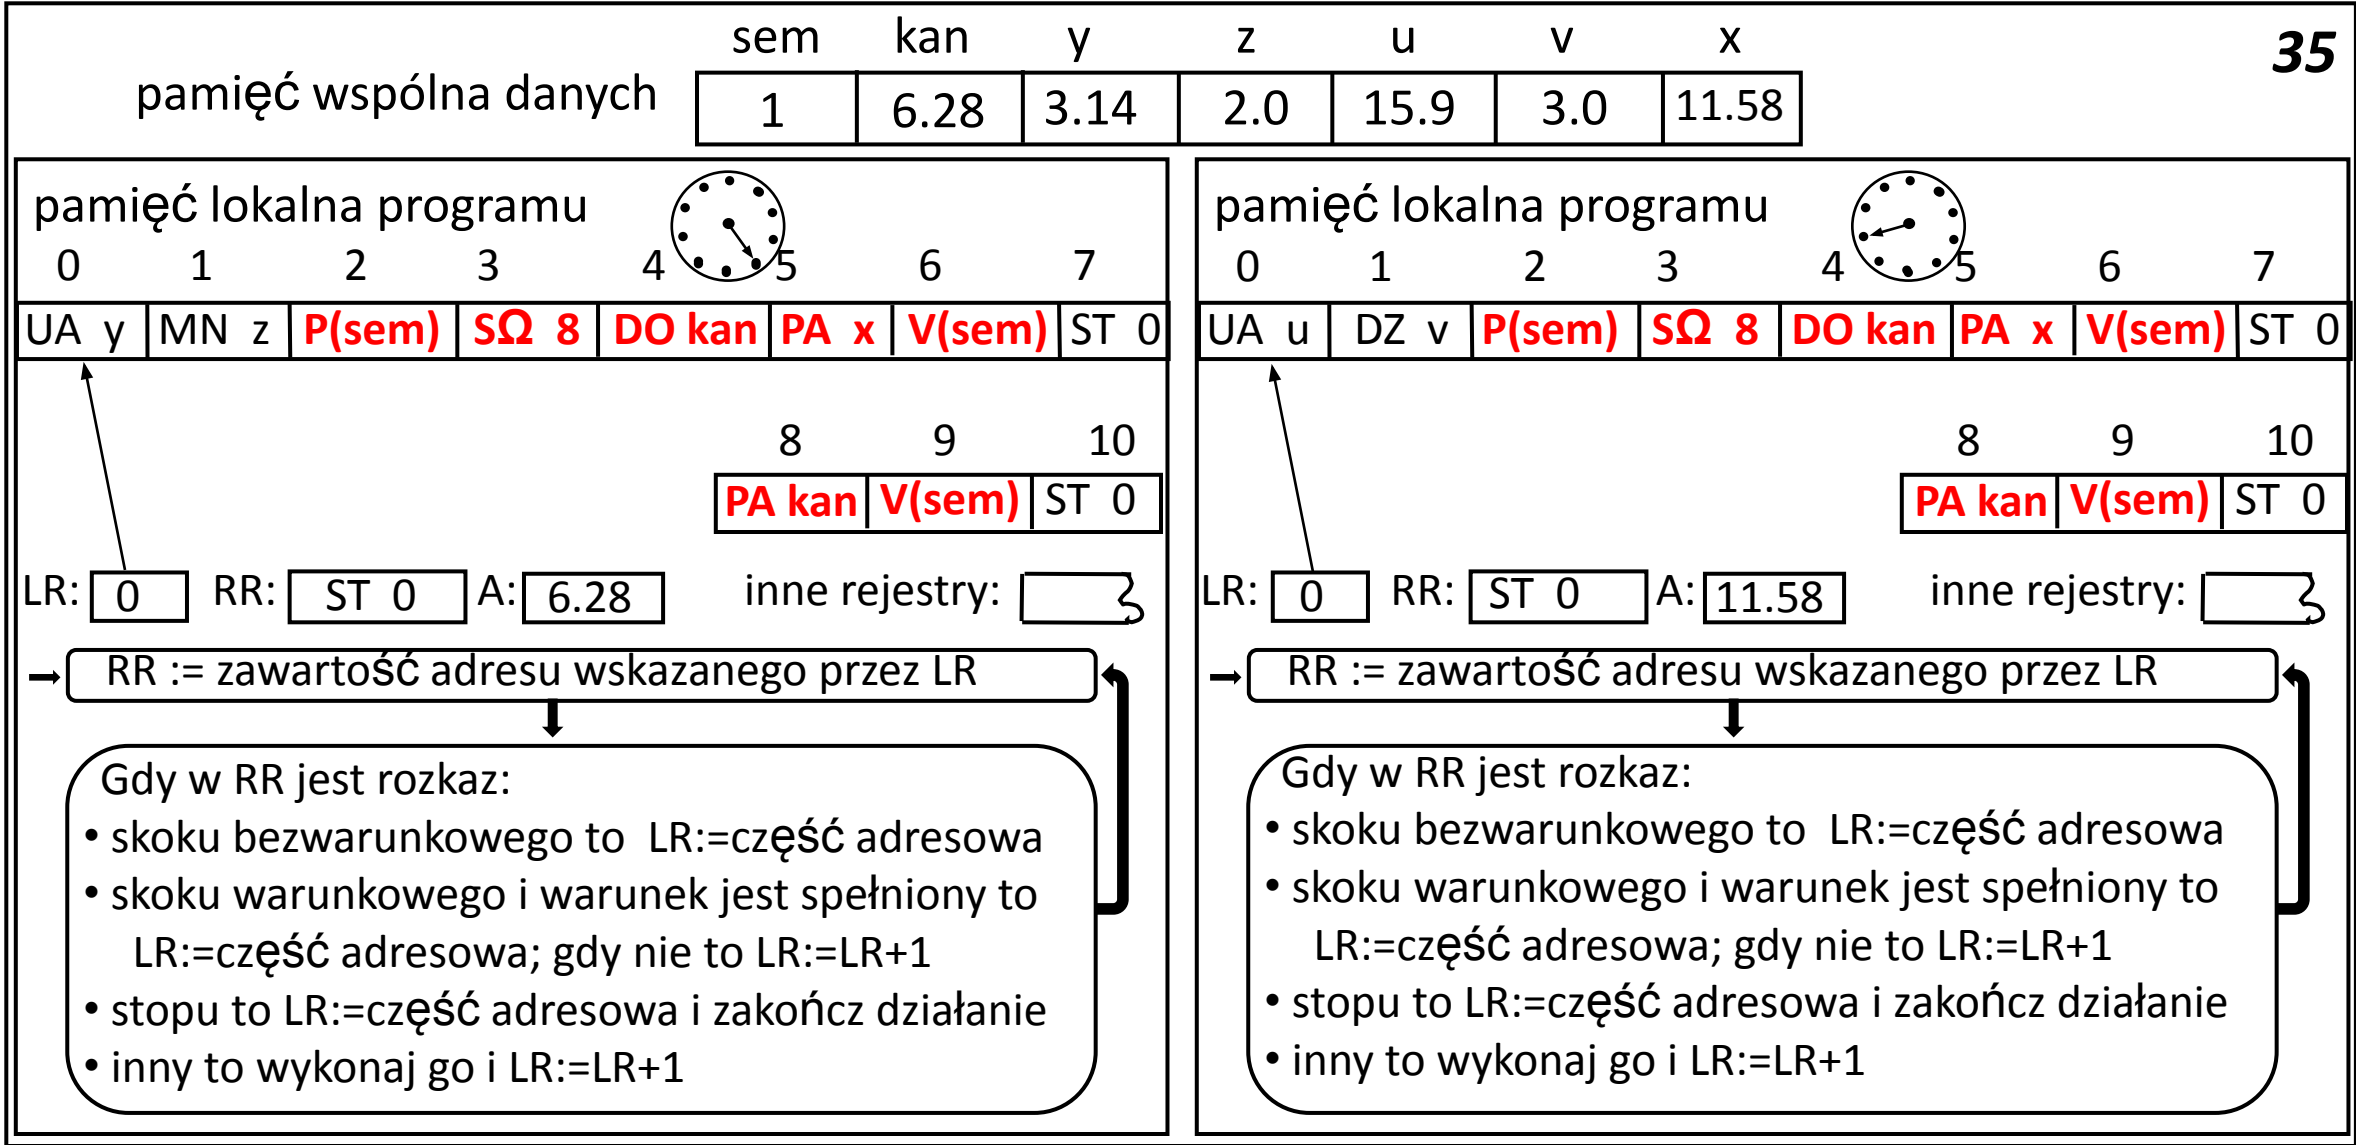 sem kan y z u v x
35
pamięć wspólna danych 1 6.28 3.14 2.0 15.9 3.0 11.58
pamięć lokalna programu
0 1 2 3 4 5 6 7
UA y MN z P(sem) SΩ 8 DO kan PA x V(sem) ST 0
8 9 10
PA kan V(sem) ST 0
LR: 0 RR: ST 0 A: 6.28 inne rejestry:
RR := zawartość adresu wskazanego przez LR
Gdy w RR jest rozkaz:
• skoku bezwarunkowego to LR:=część adresowa
• skoku warunkowego i warunek jest spełniony to
LR:=część adresowa; gdy nie to LR:=LR+1
• stopu to LR:=część adresowa i zakończ działanie
• inny to wykonaj go i LR:=LR+1
pamięć lokalna programu
0 1 2 3 4 5 6 7
UA u DZ v P(sem) SΩ 8 DO kan PA x V(sem) ST 0
8 9 10
PA kan V(sem) ST 0
LR: 0 RR: ST 0 A: 11.58 inne rejestry:
RR := zawartość adresu wskazanego przez LR
Gdy w RR jest rozkaz:
• skoku bezwarunkowego to LR:=część adresowa
• skoku warunkowego i warunek jest spełniony to
LR:=część adresowa; gdy nie to LR:=LR+1
• stopu to LR:=część adresowa i zakończ działanie
• inny to wykonaj go i LR:=LR+1